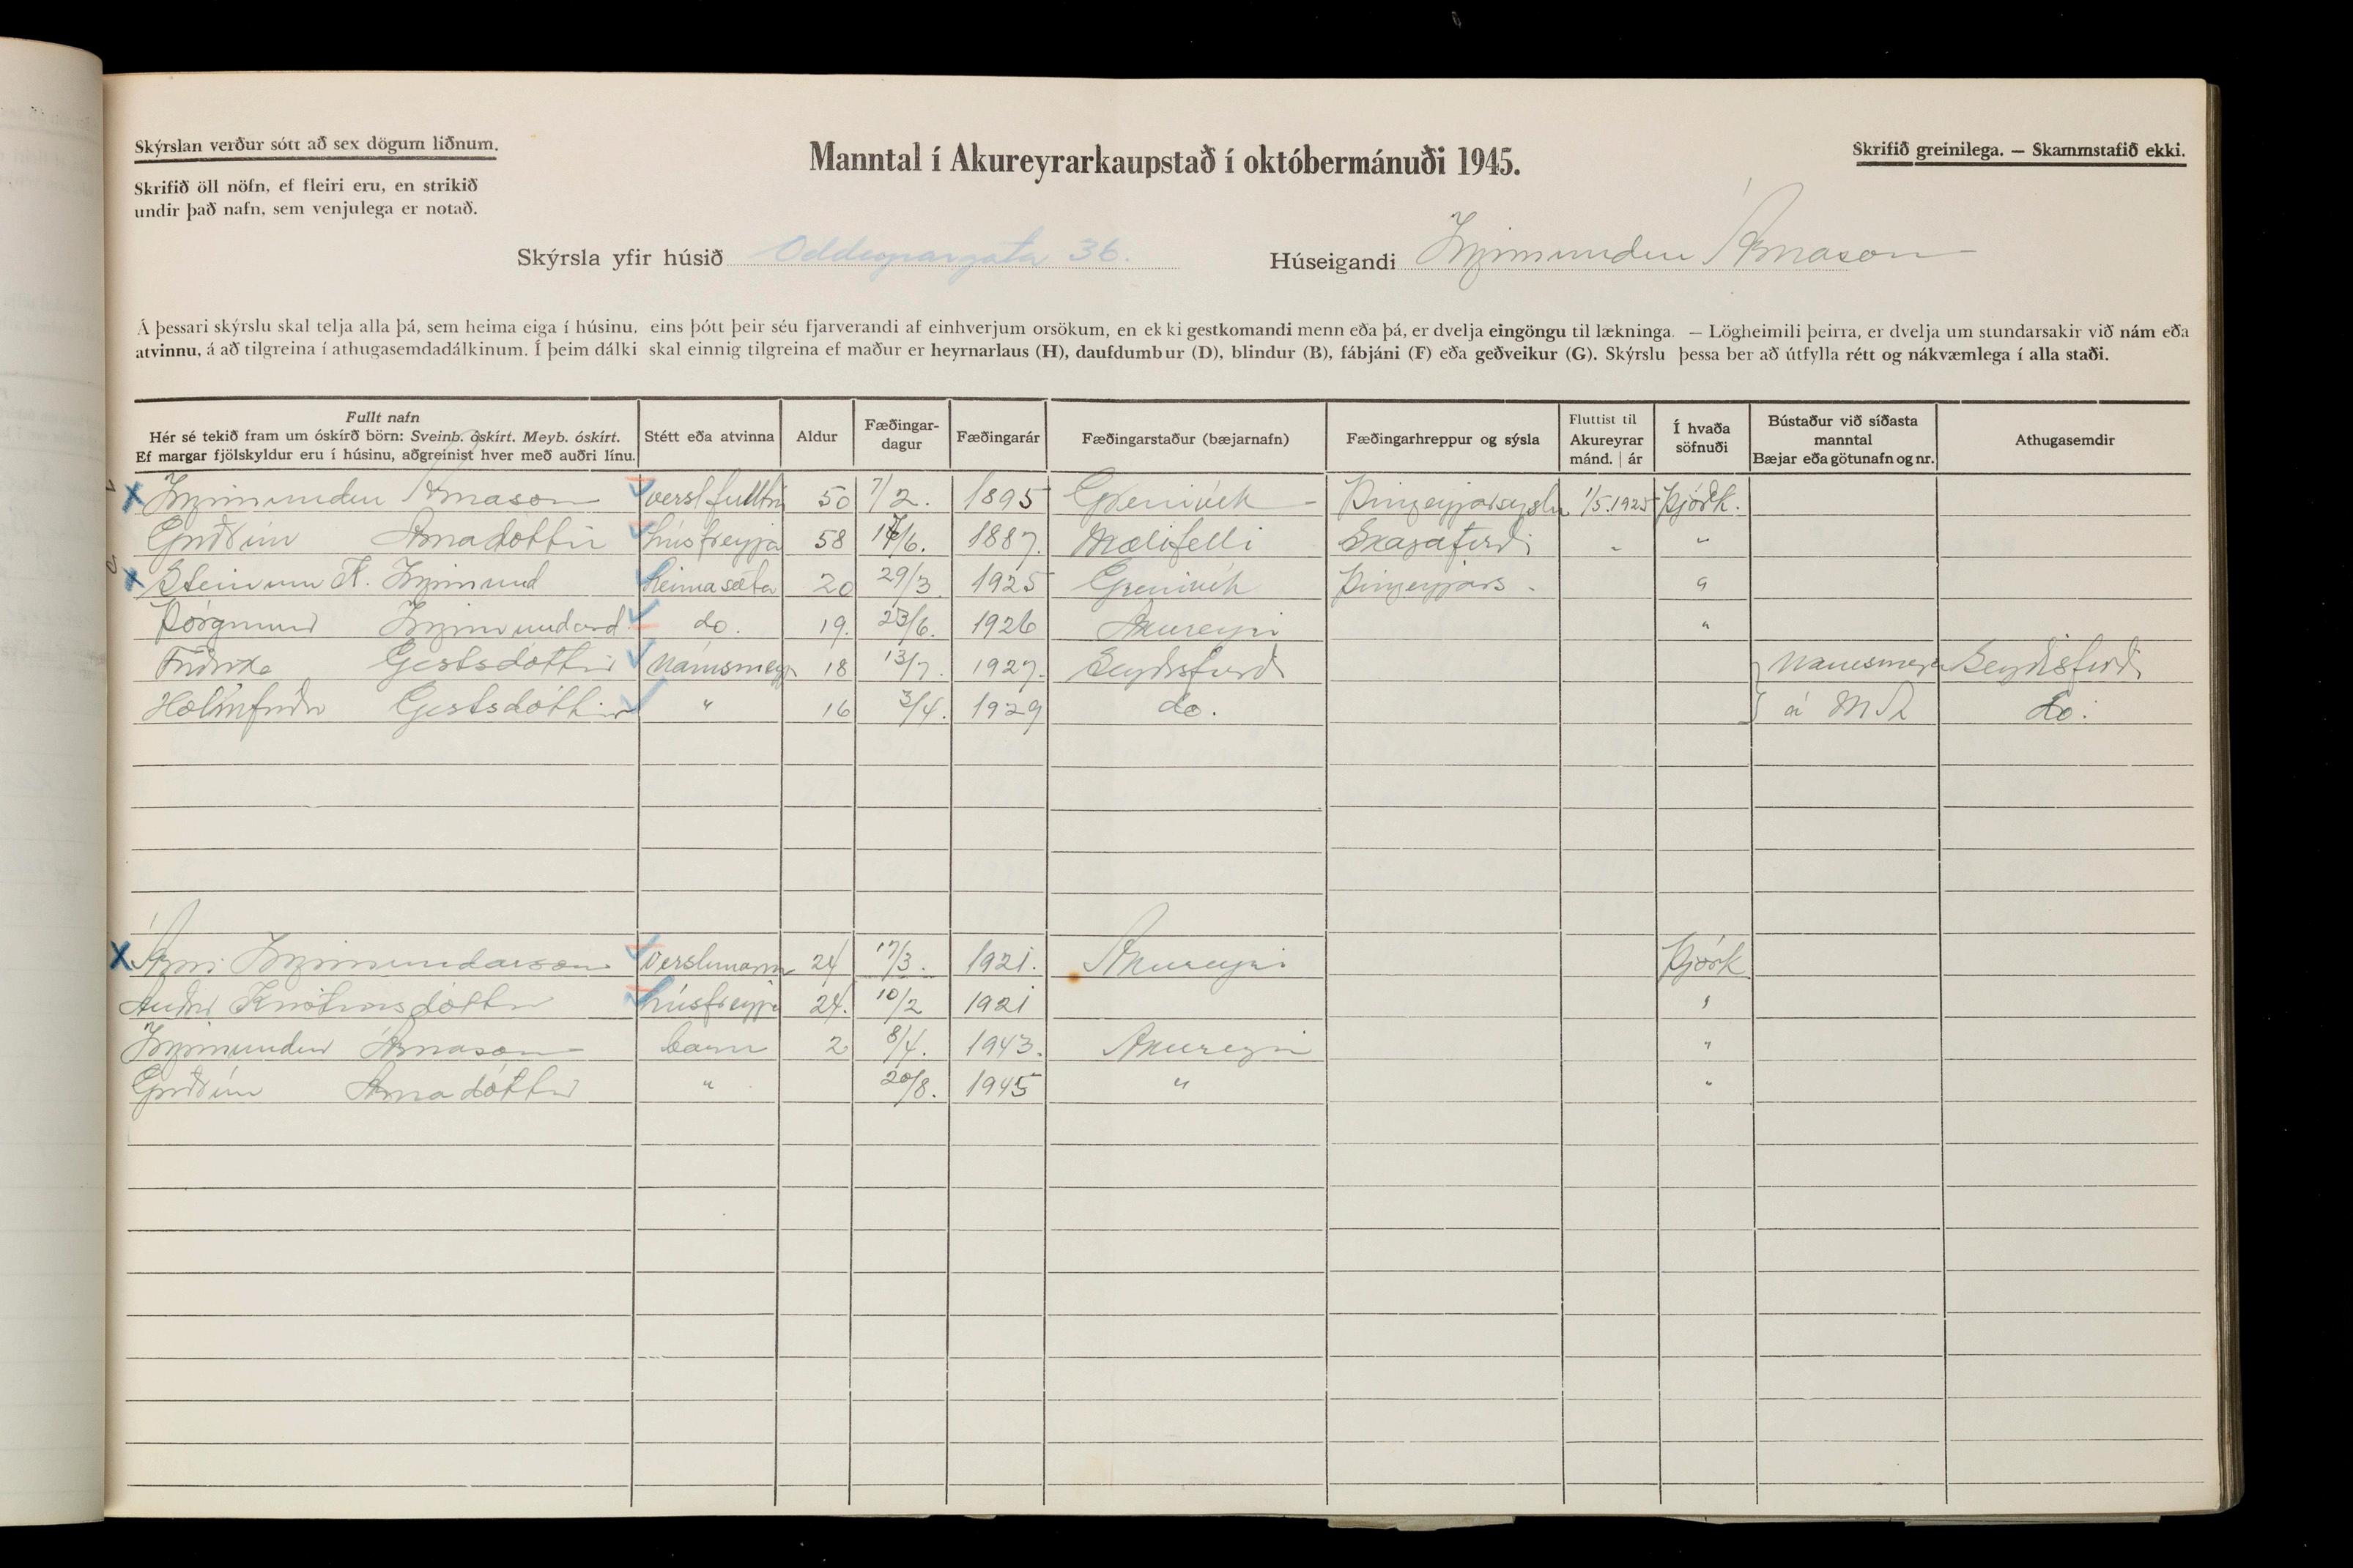 Skýrslan verður sótt að sex dögum liðnum.
Skrifið öll nöfn, ef fleiri eru, en strikið
undir það nafn, sem venjulega er notað.
Manntal í Akureyrarkaupstað í októbermánuði 1945.
Skrifið greinilega. — Skammstafið ekki.
Skýrsla yfir húsið Oddeyrargata 36. Húseigandi Ingimundur Árnason
Á þessari skýrslu skal telja alla þá, sem heima eiga í húsinu, eins þótt þeir séu fjarverandi af einhverjum orsökum, en ekki gestkomandi menn eða þá, er dvelja eingöngu til lækninga. — Lögheimili þeirra, er dvelja um stundarsakir við nám eða
atvinnu, á að tilgreina í athugasemdadálkinum. Í þeim dálki skal einnig tilgreina ef maður er heyrnarlaus (H), daufdumbur (D), blindur (B), fábjáni (F) eða geðveikur (G). Skýrslu þessa ber að útfylla rétt og nákvæmlega í alla staði.
Fullt nafn
Hér sé tekið fram um óskírð börn: Sveinb. óskírt. Meyb. óskírt.
Ef margar fjölskyldur eru í húsinu, aðgreinist hver með auðri línu.
Stétt eða atvinna
Aldur
Fæðingar-
dagur
Fæðingarár
Fæðingarstaður (bæjarnafn)
Fæðingarhreppur og sýsla
Fluttist til
Akureyrar
mánd. | ár
Í hvaða
söfnuði
Bústaður við síðasta
manntal
Bæjar eða götunafn og nr.
Athugasemdir
X Ingimundur Árnason verslfulltr 50 7/2. 1895 Grenivík Þingeyjarsýslu 1/5.1925 Þjóðk.
Guðrún Árnadóttir húsfreyja 58 /6. 1887. Mælifelli Skagafirði - "
X Steinunn Ingimund heimasæta 20 29/3 1925 Grenivík Þingeyjars. "
Þórgunnur Ingimundard. do. 19. 23/6. 1926 Akureyri "
Gestsdóttir Námsmey 18 13/7. 1927. Seyðisfirði Námsmeyar Seyðisfirði
Hólmfríður Gestsdóttir " 16 3/4. 1929 do. á MA do.
X Árni Ingimundarson Verslmann 24 17/3. 1921. Akureyri Þjóðk
Auður Kristinsdóttir húsfreyja 24. 10/2 1921 "
Ingimundur Árnason barn 2 8/4. 1943. Akureyri "
Guðrún Árnadóttir " 20/8. 1945 " "